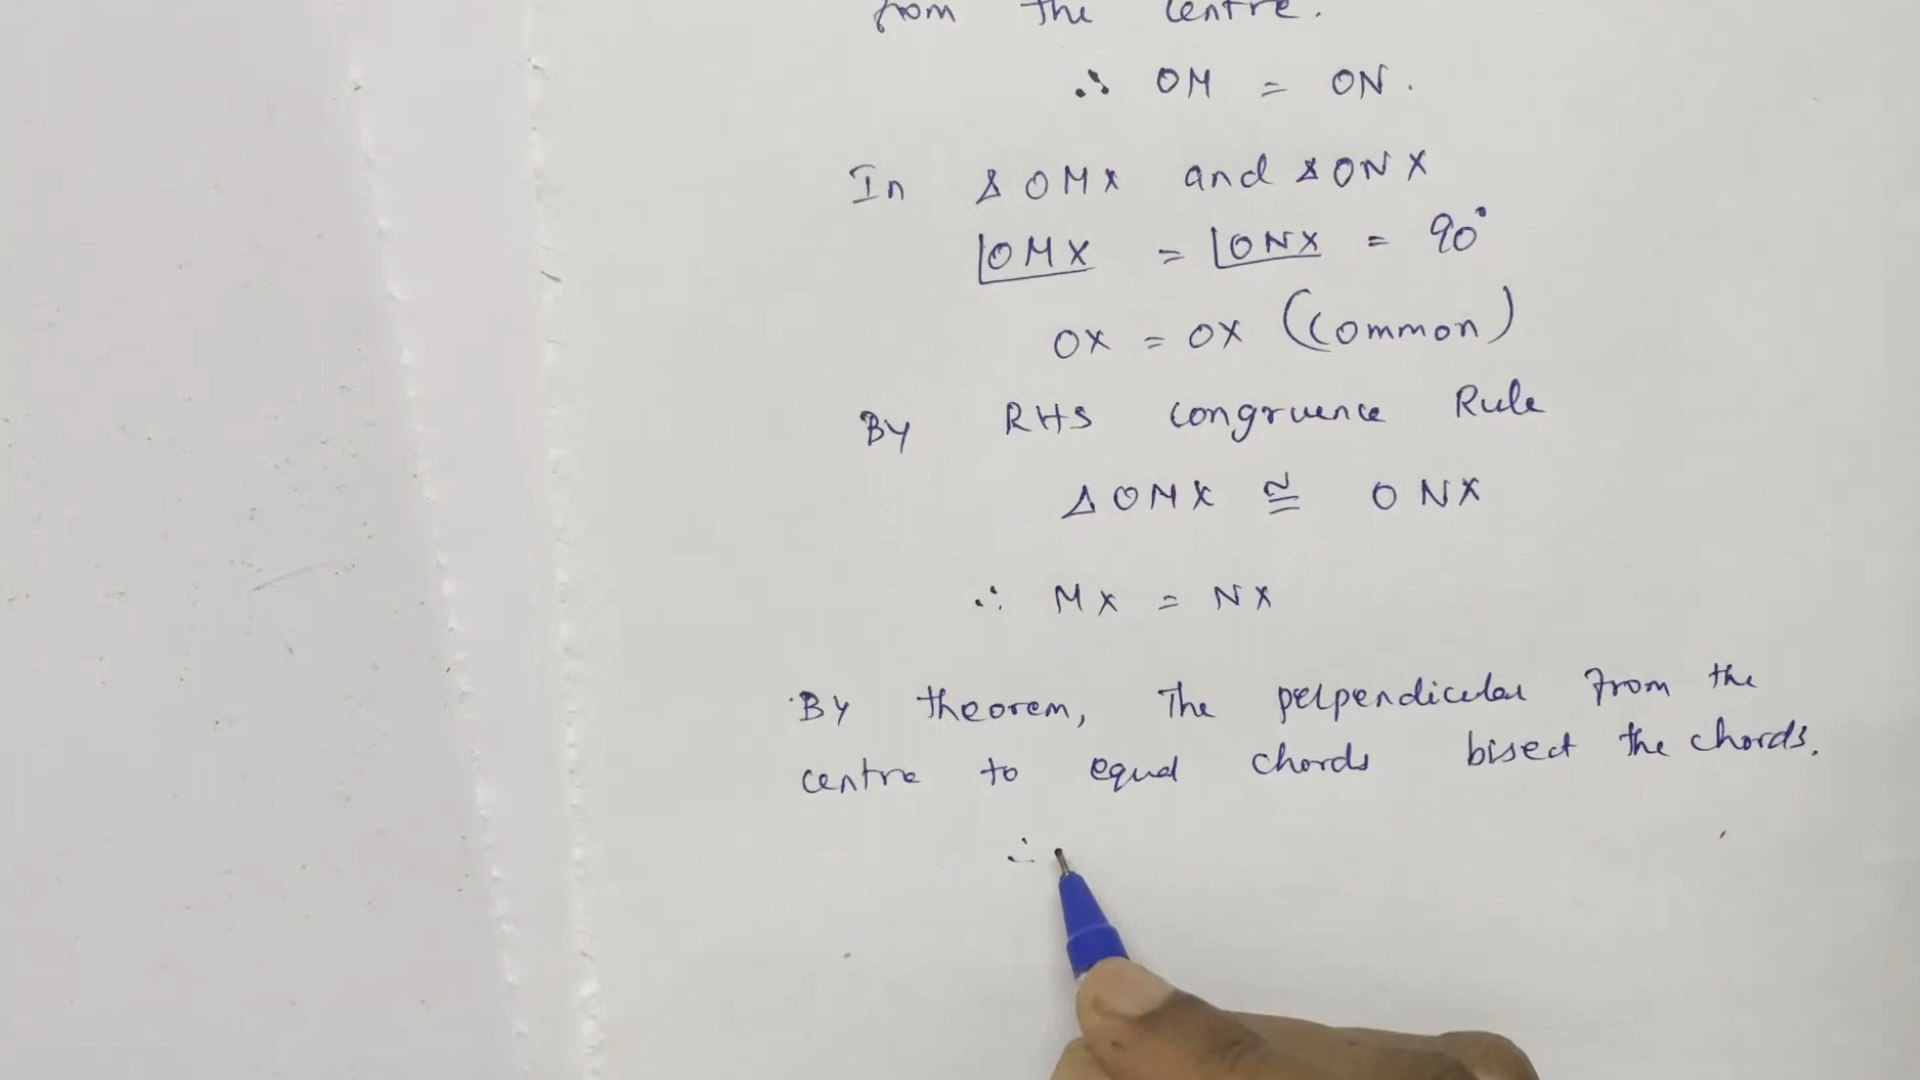 from the centre.
∴ OM = ON.
In Δ OMX and Δ ONX
∠OMX = ∠ONX = 90°
OX = OX (Common)
By RHS congruence Rule
Δ OMX ≅ ONX
∴ MX = NX
By theorem, The perpendicular from the
centre to equal chords bisect the chords.
∴